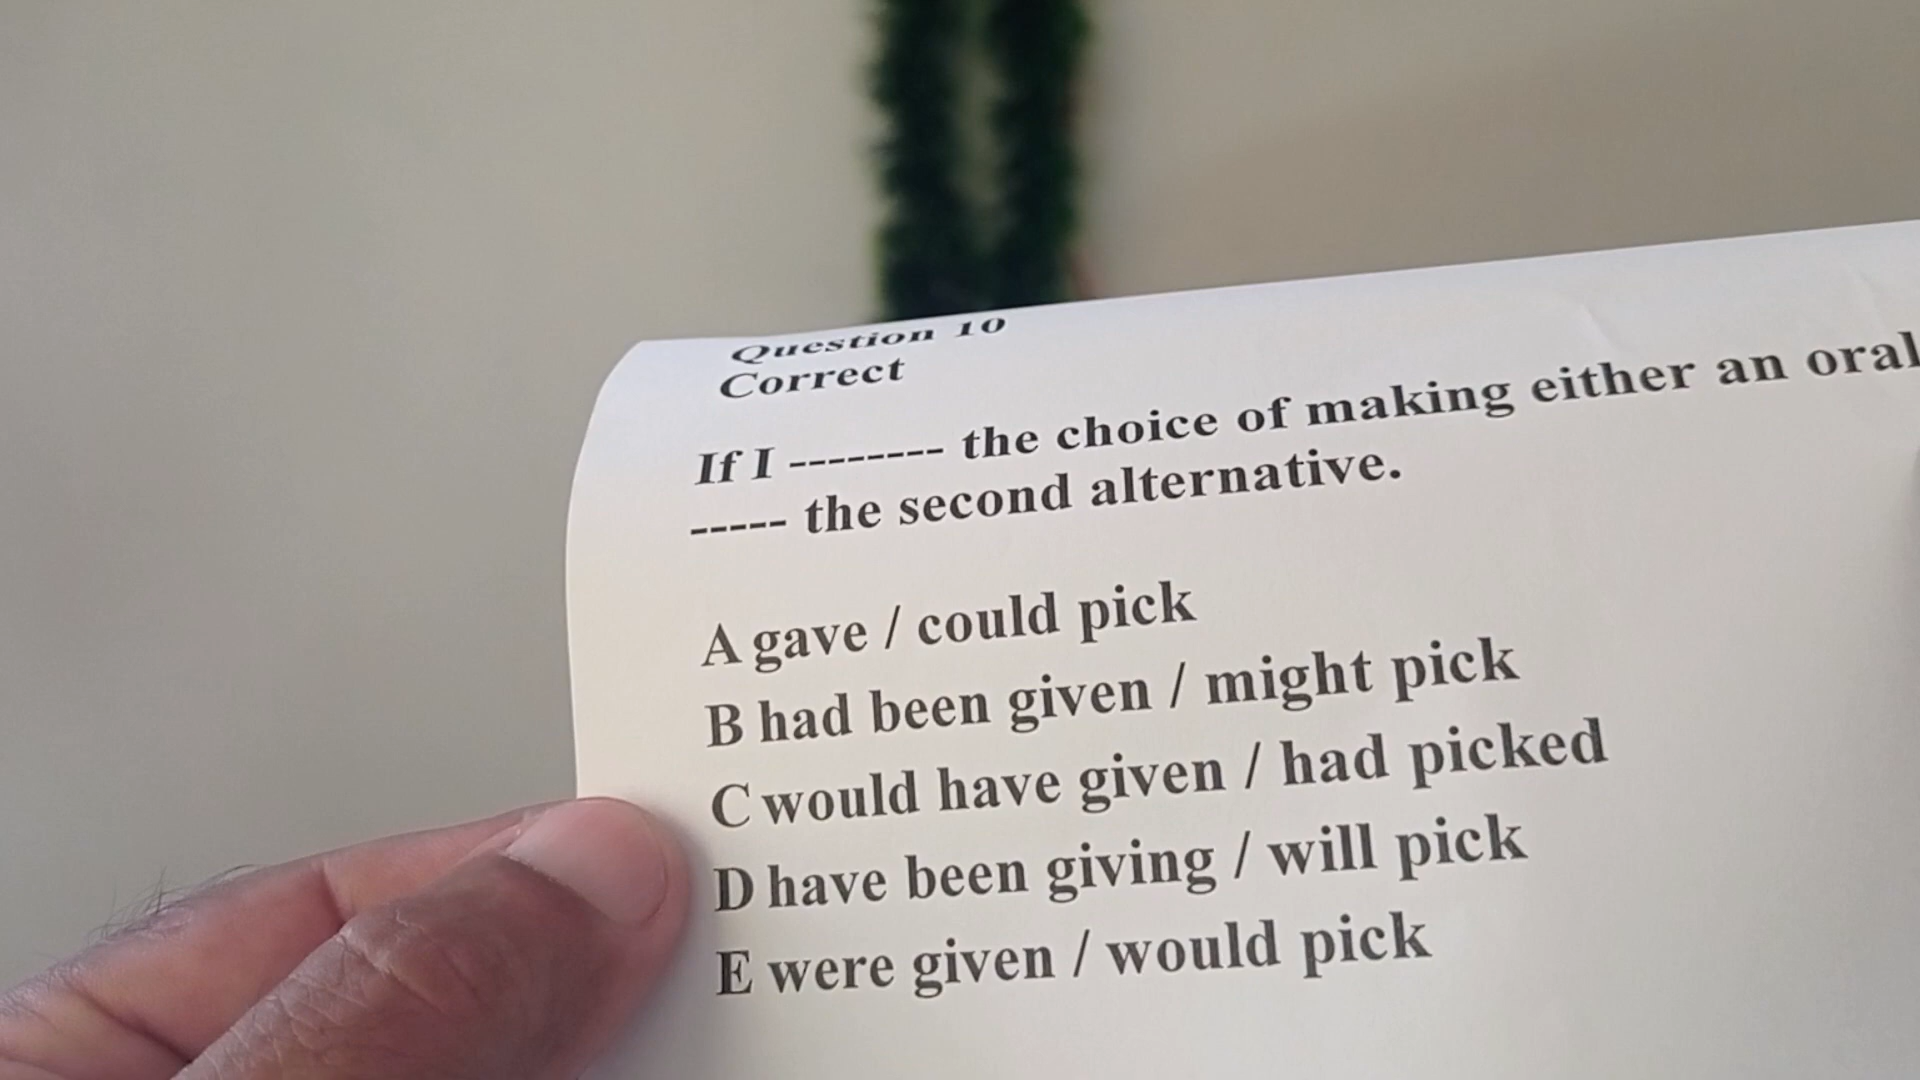 Question 10
Correct
If I -------- the choice of making either an oral
----- the second alternative.
A gave / could pick
B had been given / might pick
C would have given / had picked
D have been giving / will pick
E were given / would pick